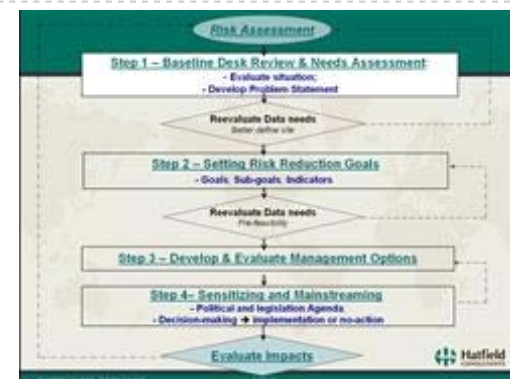 Risk Assessment
Step 1 – Baseline Desk Review & Needs Assessment
- Evaluate situation;
- Develop Problem Statement
Reevaluate Data needs
Better define site
Step 2 – Setting Risk Reduction Goals
- Goals, Sub-goals, Indicators
Reevaluate Data needs
Pre-feasibility
Step 3 – Develop & Evaluate Management Options
Step 4– Sensitizing and Mainstreaming
- Political and legislation Agenda
- Decision-making → implementation or no-action
Evaluate Impacts
Hatfield
CONSULTANTS